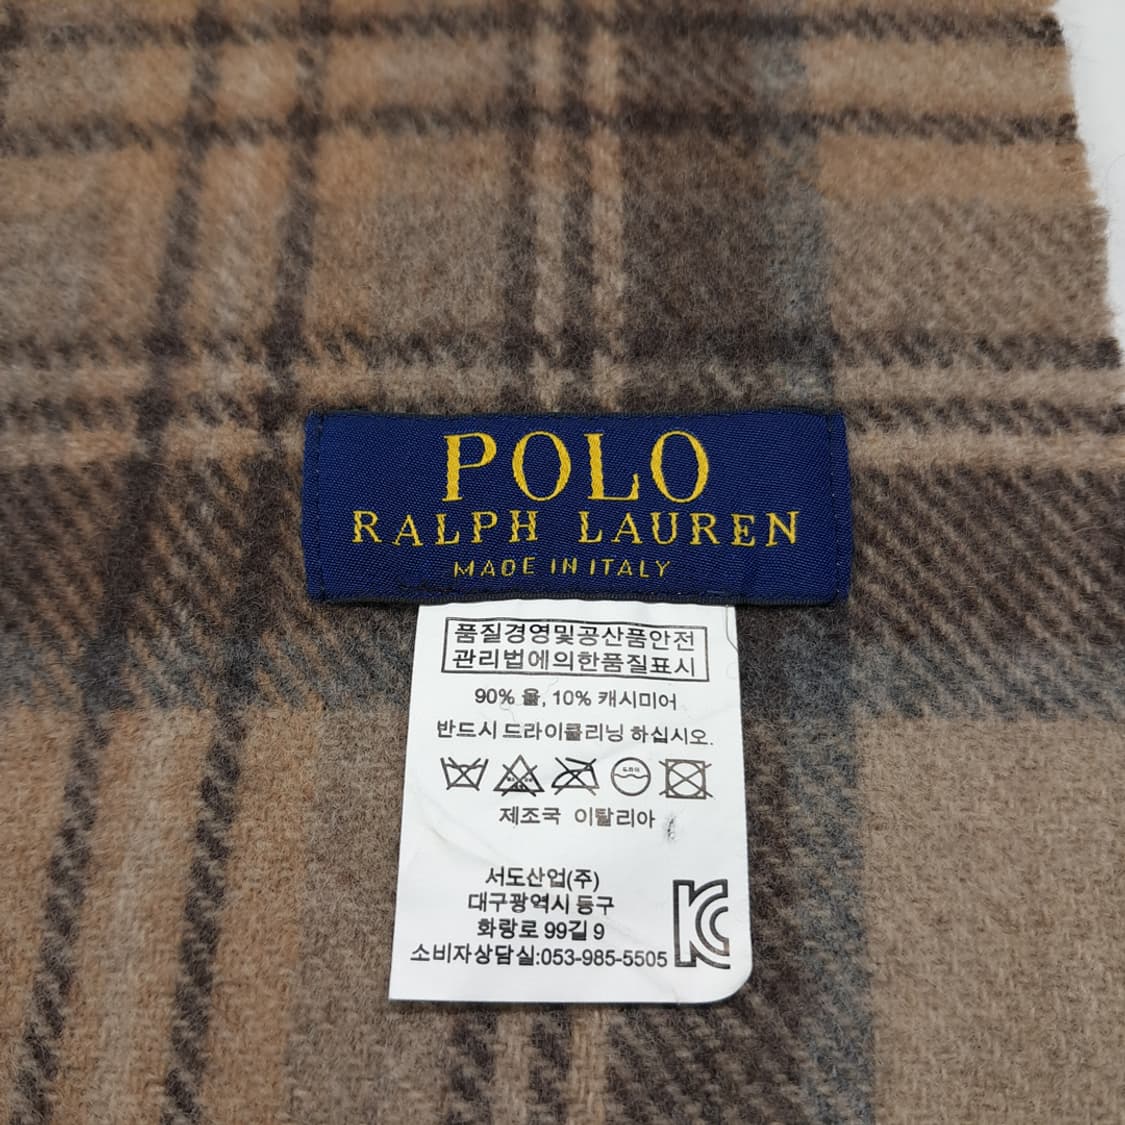 POLO
RALPH LAUREN
MADE IN ITALY
품질경영및공산품안전
관리법에의한품질표시
90% 울, 10% 캐시미어
반드시 드라이클리닝 하십시오.
드라이
제조국 이탈리아
서도산업(주)
대구광역시 동구
화랑로 99길 9
소비자상담실:053-985-5505